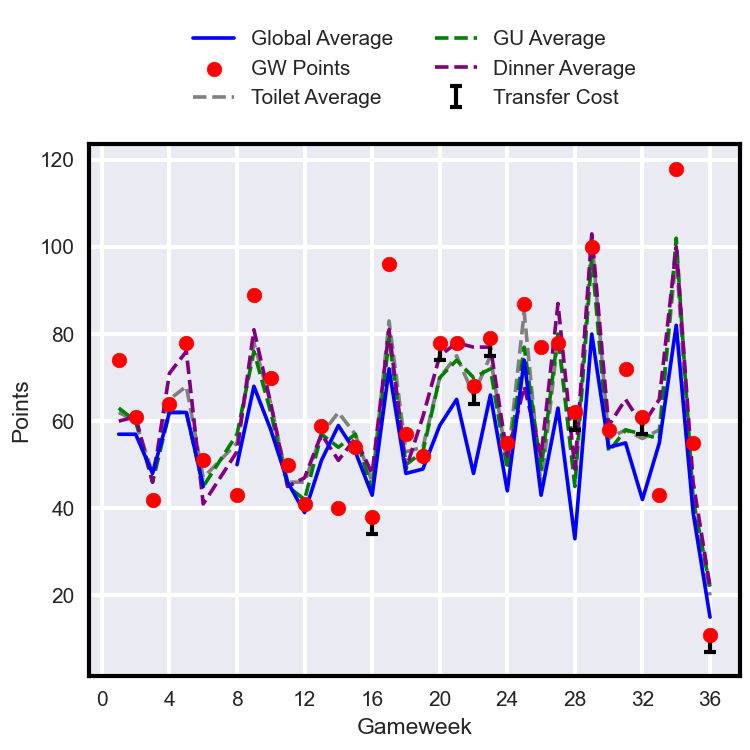 Global Average
GW Points
Toilet Average
GU Average
Dinner Average
Transfer Cost
120
100
80
60
40
20
Points
0 4 8 12 16 20 24 28 32 36
Gameweek